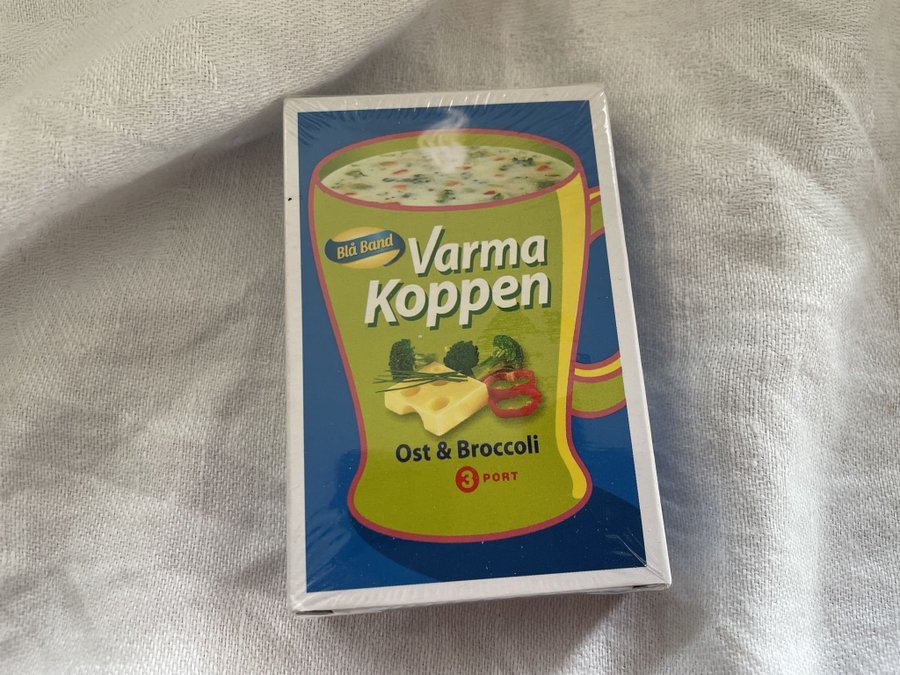 Blå Band
Varma
Koppen
Ost & Broccoli
3 PORT